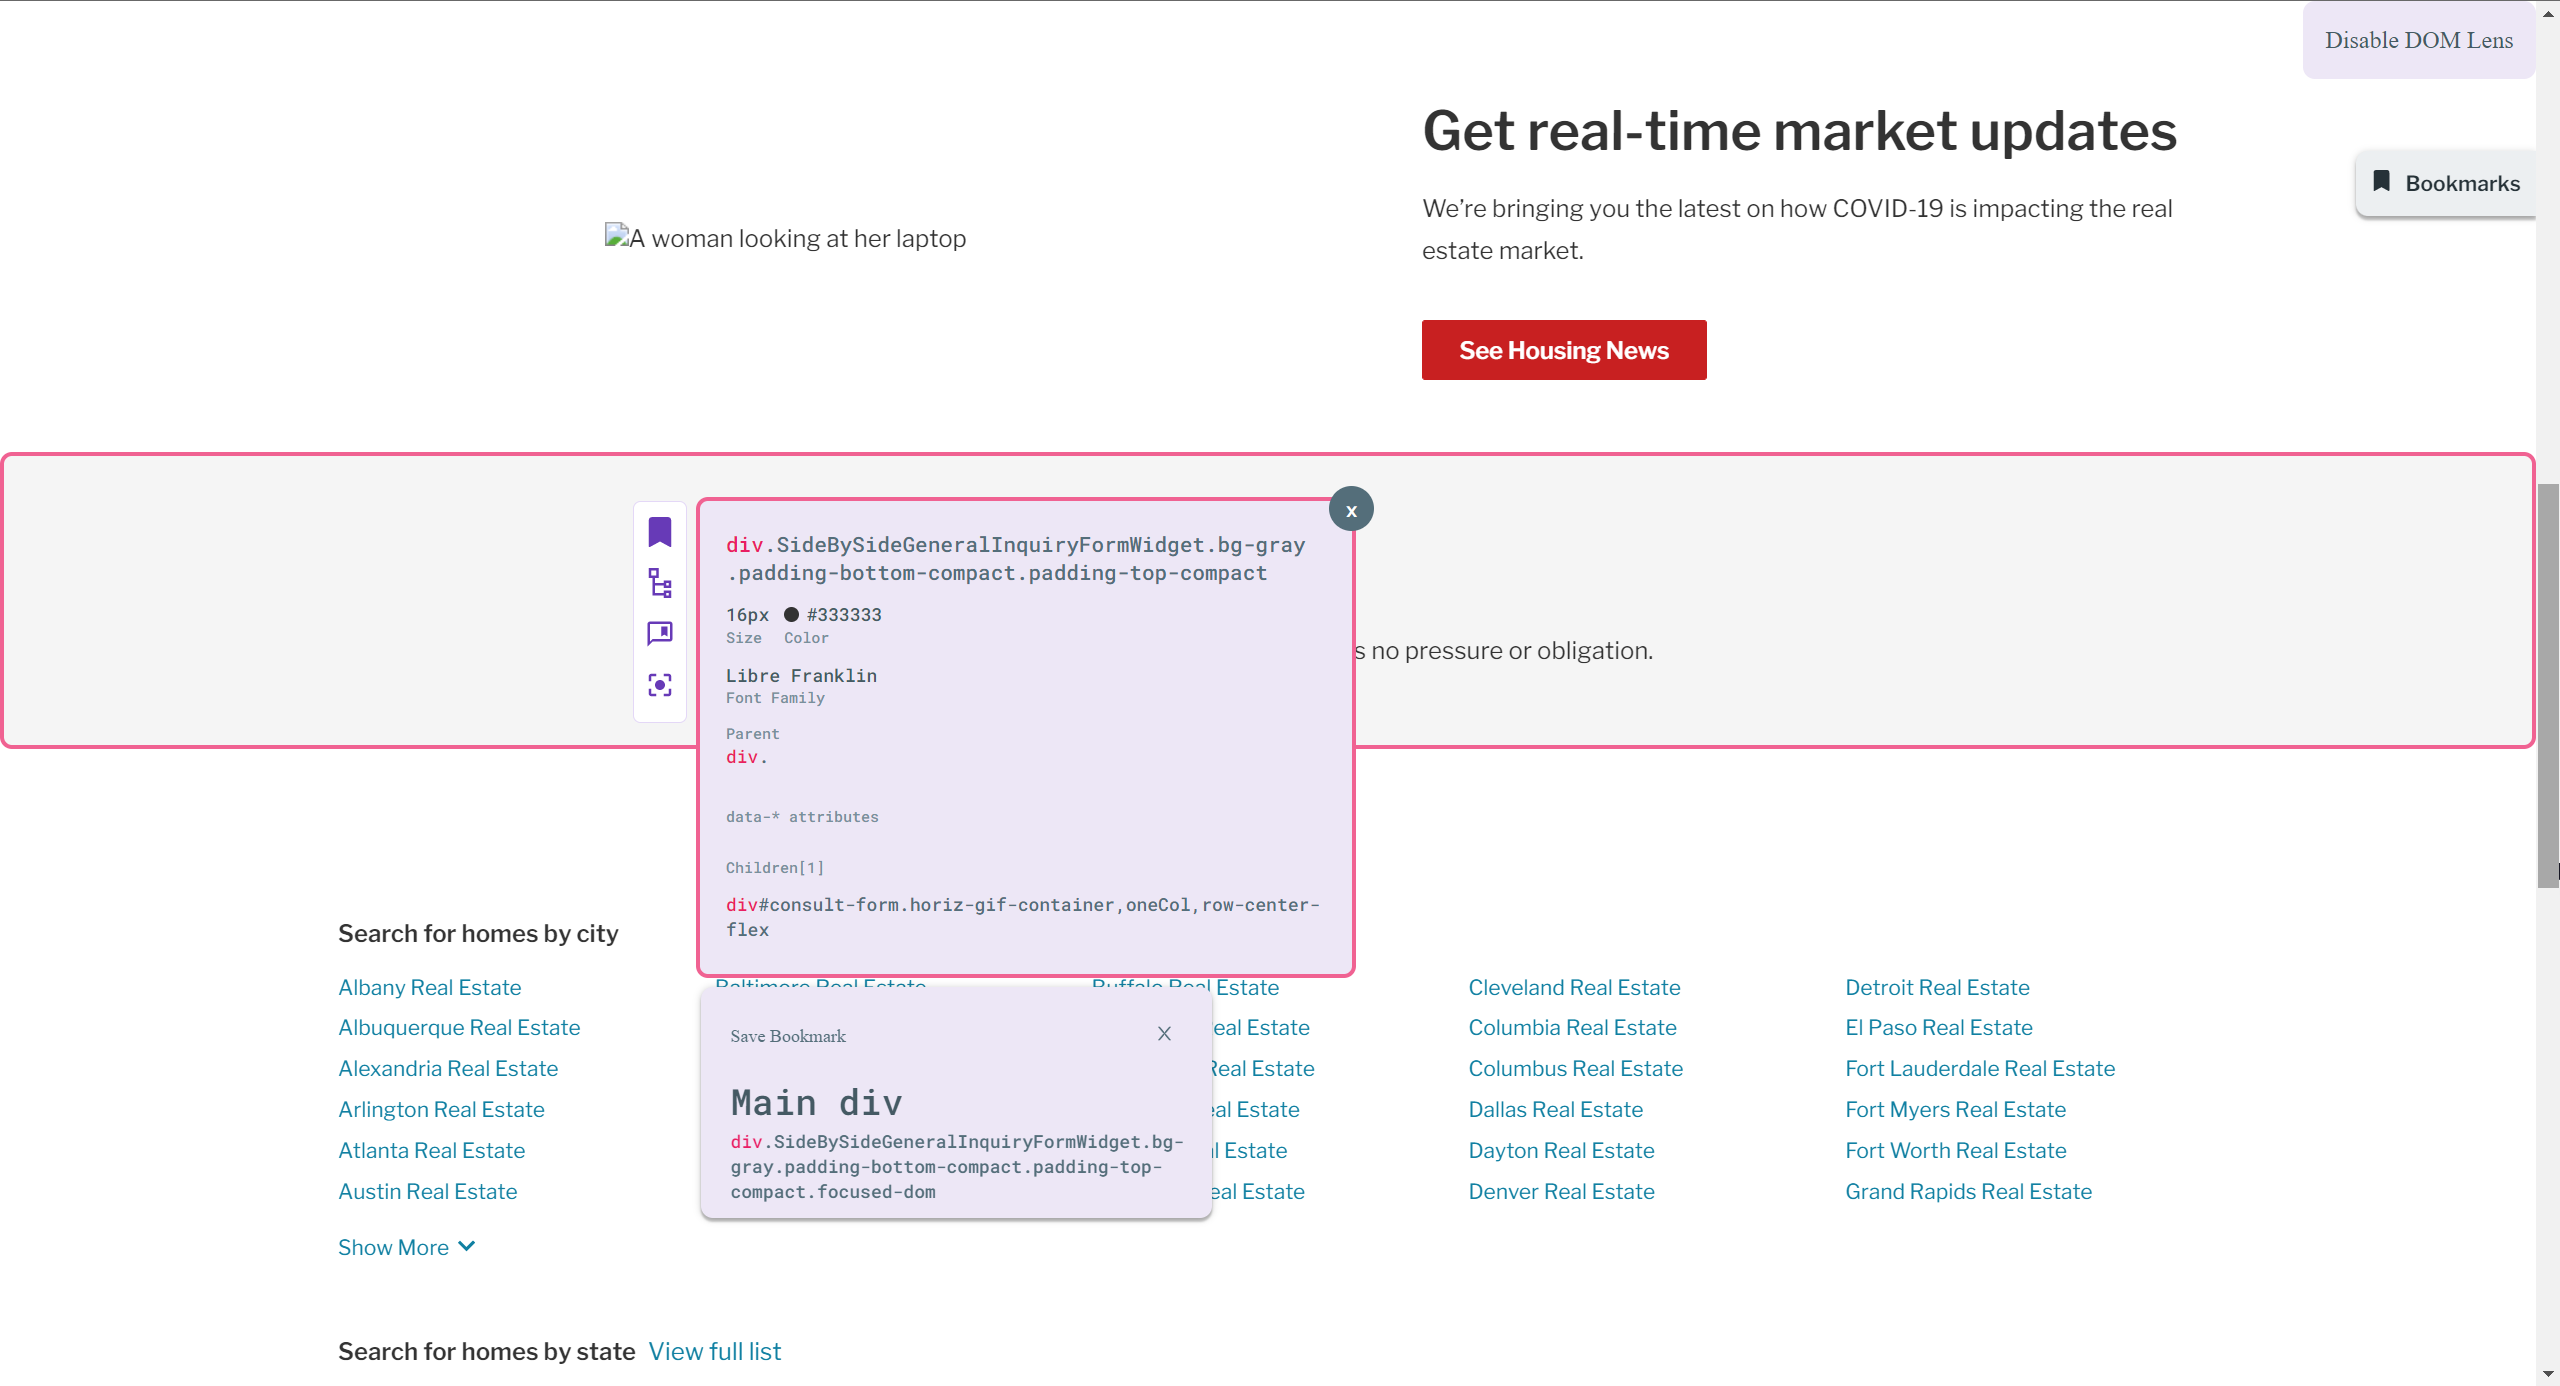 Disable DOM Lens
Get real-time market updates
Bookmarks
We’re bringing you the latest on how COVID-19 is impacting the real
estate market.
A woman looking at her laptop
See Housing News
x
div.SideBySideGeneralInquiryFormWidget.bg-gray
.padding-bottom-compact.padding-top-compact
16px #333333
Size Color
s no pressure or obligation.
Libre Franklin
Font Family
Parent
div.
data-* attributes
Children[1]
div#consult-form.horiz-gif-container,oneCol,row-center-
flex
Search for homes by city
Albany Real Estate
Albuquerque Real Estate
Alexandria Real Estate
Arlington Real Estate
Atlanta Real Estate
Austin Real Estate
Show More
Baltimore Real Estate
Buffalo Real Estate
eal Estate
Real Estate
eal Estate
l Estate
eal Estate
Cleveland Real Estate
Columbia Real Estate
Columbus Real Estate
Dallas Real Estate
Dayton Real Estate
Denver Real Estate
Detroit Real Estate
El Paso Real Estate
Fort Lauderdale Real Estate
Fort Myers Real Estate
Fort Worth Real Estate
Grand Rapids Real Estate
Save Bookmark X
Main div
div.SideBySideGeneralInquiryFormWidget.bg-
gray.padding-bottom-compact.padding-top-
compact.focused-dom
Search for homes by state View full list